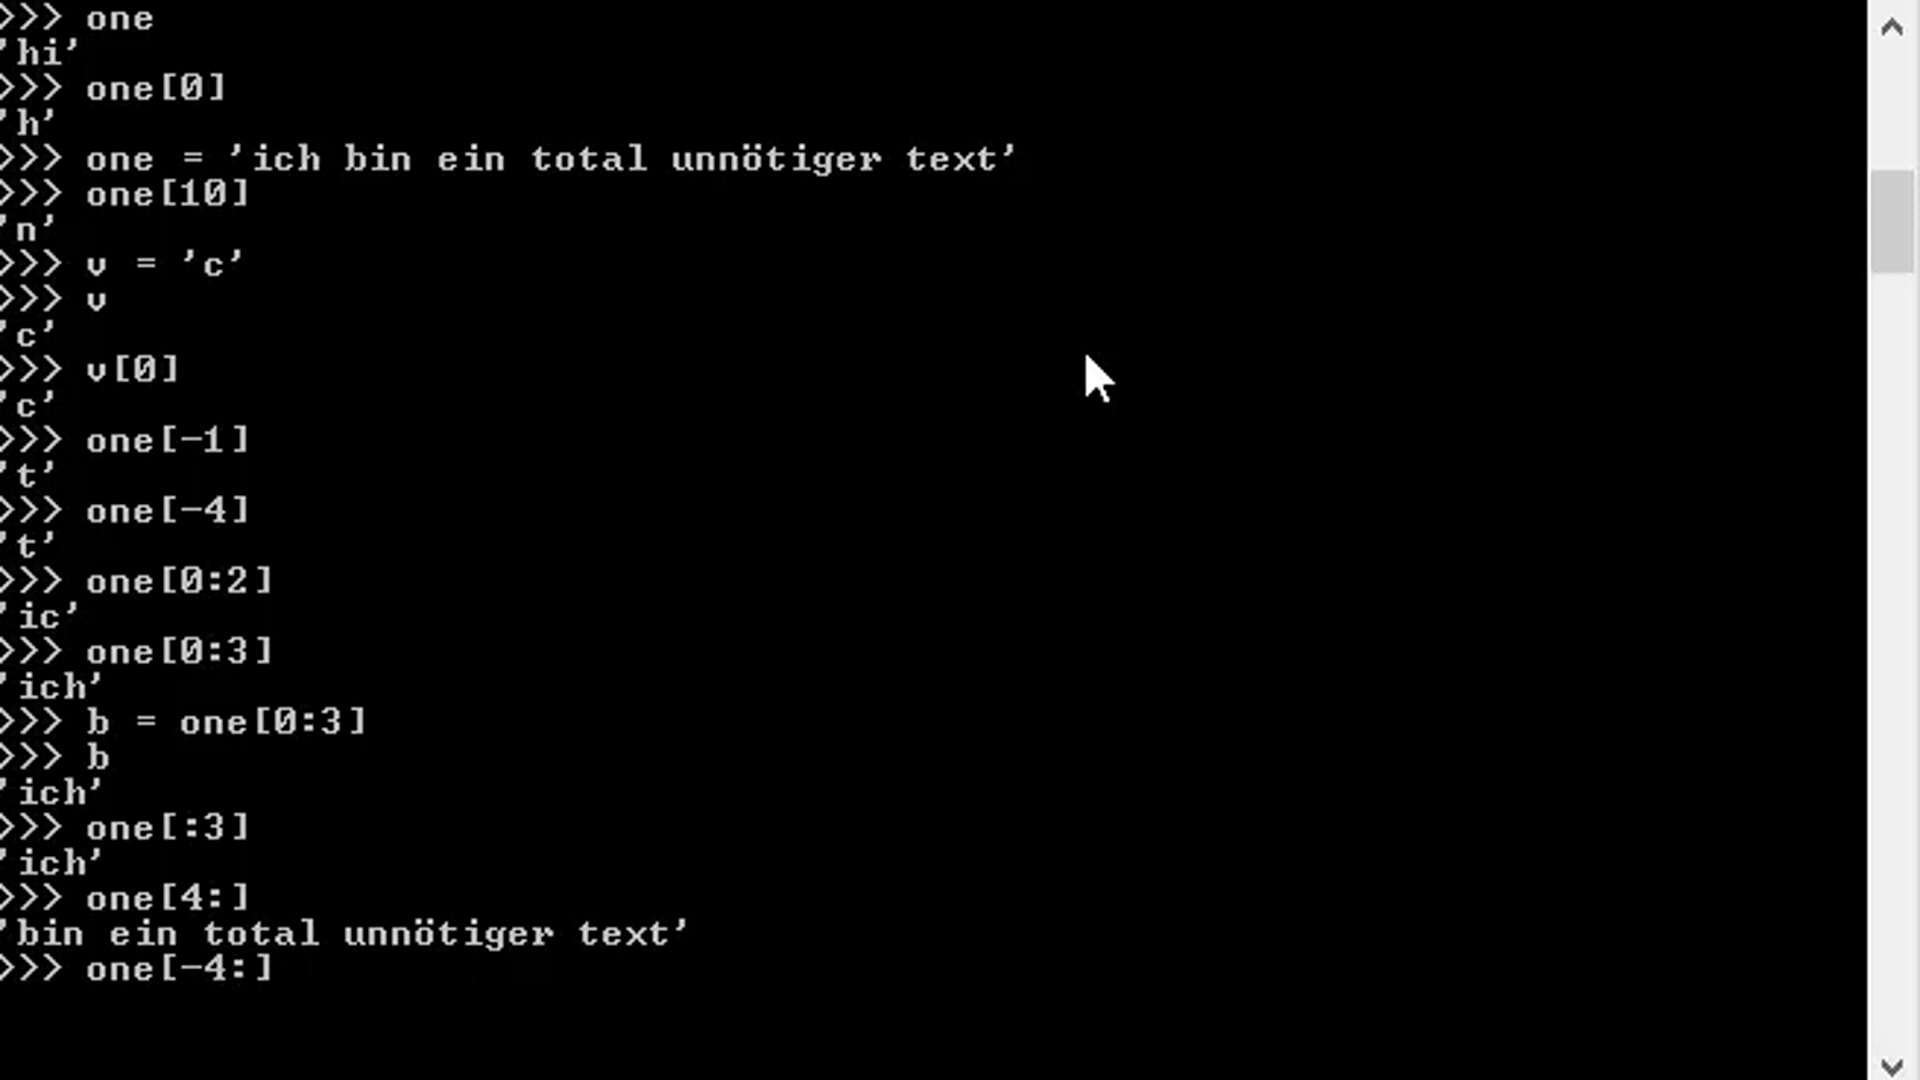 >>> one
'hi'
>>> one[0]
'h'
>>> one = 'ich bin ein total unnötiger text'
>>> one[10]
'n'
>>> v = 'c'
>>> v
'c'
>>> v[0]
'c'
>>> one[-1]
't'
>>> one[-4]
't'
>>> one[0:2]
'ic'
>>> one[0:3]
'ich'
>>> b = one[0:3]
>>> b
'ich'
>>> one[:3]
'ich'
>>> one[4:]
'bin ein total unnötiger text'
>>> one[-4:]